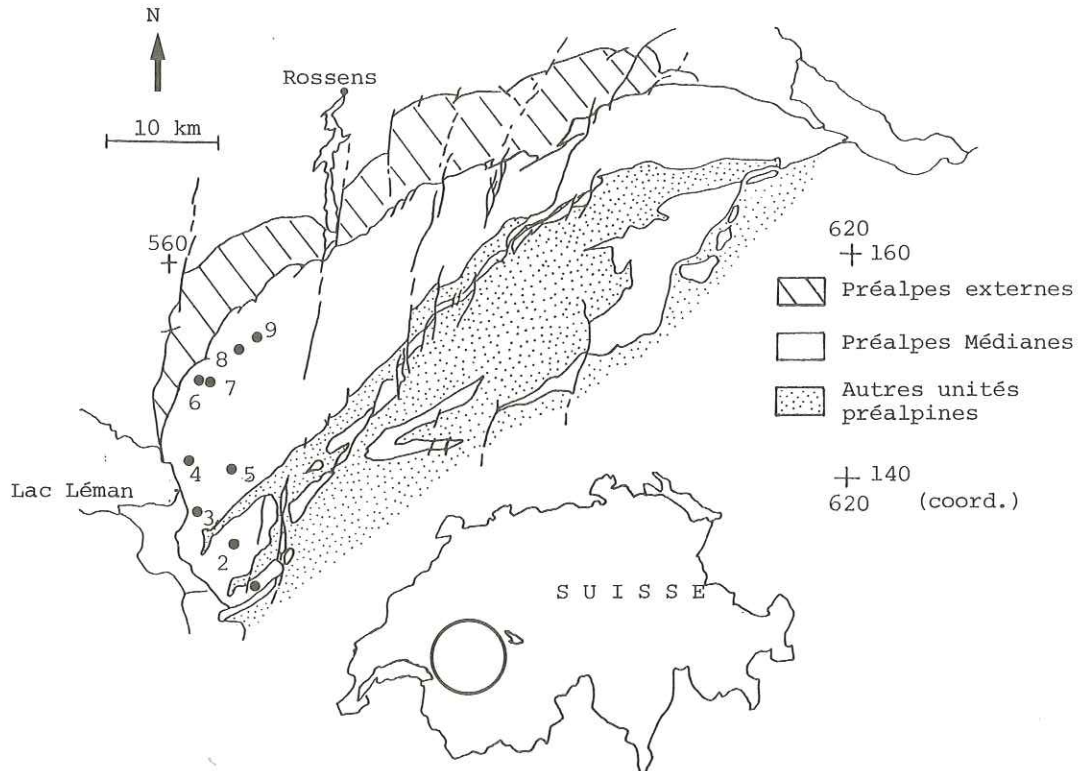 N
Rossens
10 km
560
620
160
Préalpes externes
9
8
Préalpes Médianes
6
7
Autres unités
préalpines
4
5
140
Lac Léman
620 (coord.)
3
2
SUISSE